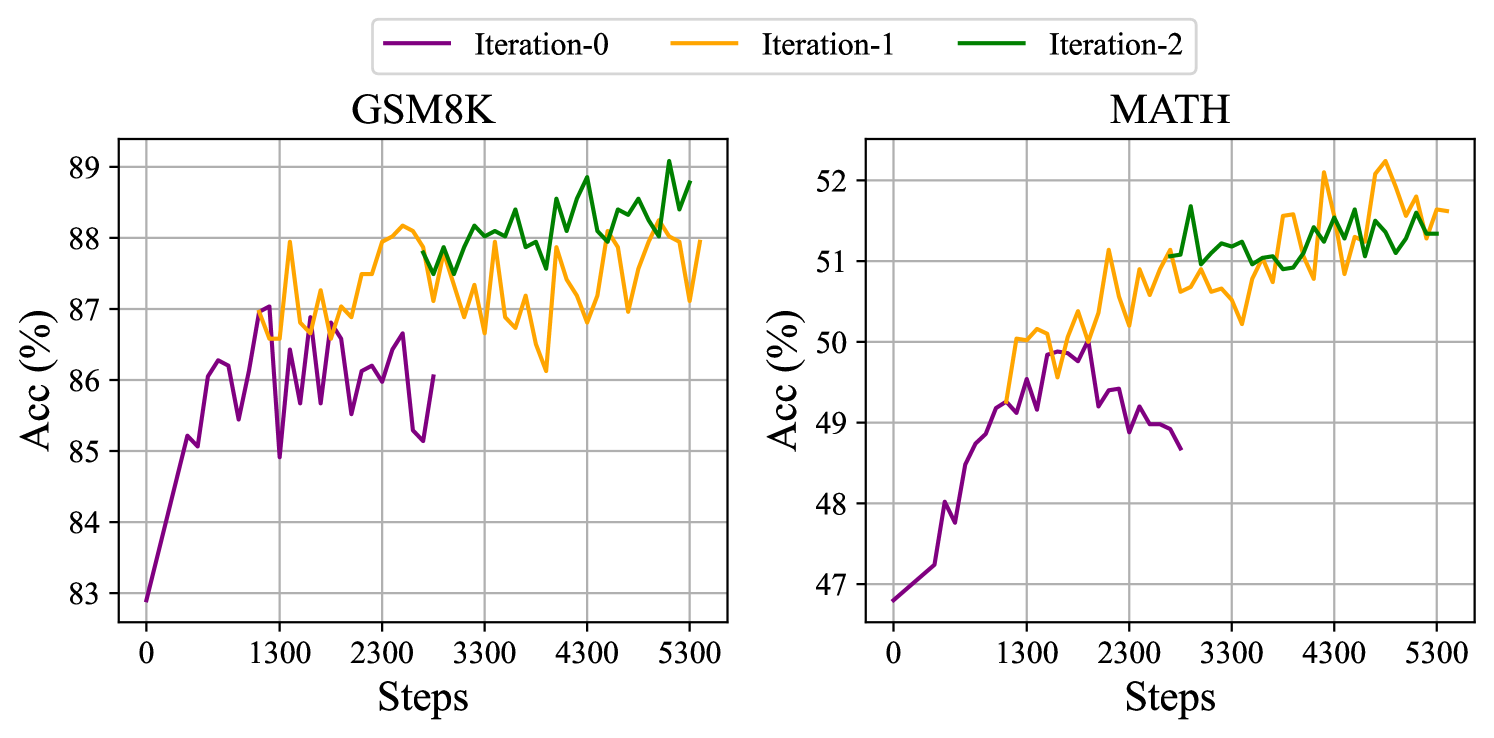 Iteration-0 Iteration-1 Iteration-2
GSM8K
89
88
87
86
85
84
83
Acc (%)
0 1300 2300 3300 4300 5300
Steps
MATH
52
51
50
49
48
47
Acc (%)
0 1300 2300 3300 4300 5300
Steps